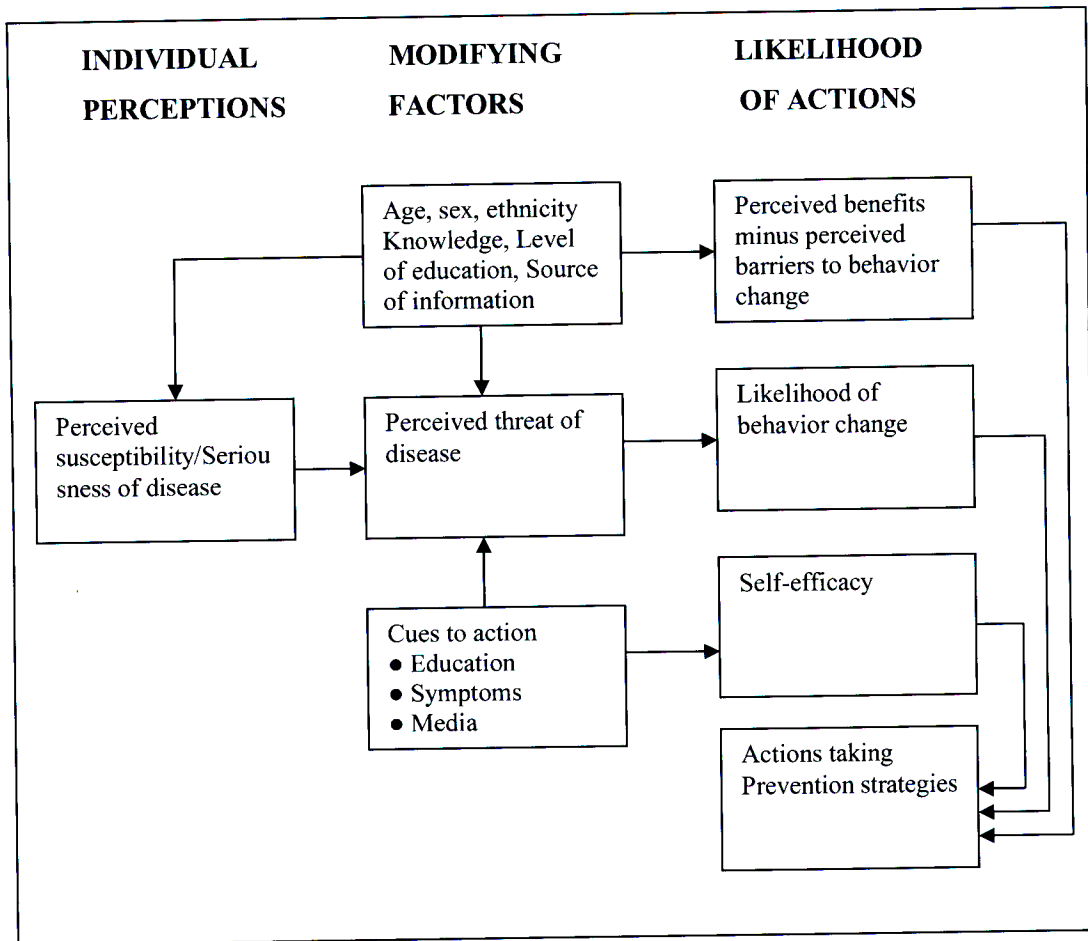 INDIVIDUAL
PERCEPTIONS
MODIFYING
FACTORS
LIKELIHOOD
OF ACTIONS
Age, sex, ethnicity
Knowledge, Level
of education, Source
of information
Perceived benefits
minus perceived
barriers to behavior
change
Perceived
susceptibility/Seriou
sness of disease
Perceived threat of
disease
Likelihood of
behavior change
Cues to action
● Education
● Symptoms
● Media
Self-efficacy
Actions taking
Prevention strategies